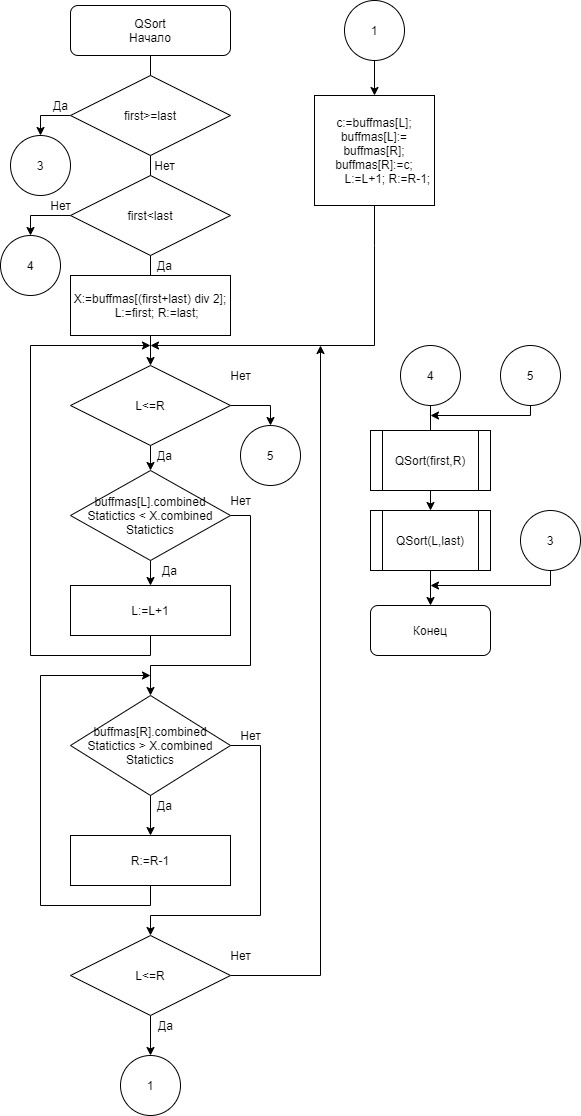 QSort
Начало
first>=last
Да
3
Нет
first<last
Нет
4
Да
X:=buffmas[(first+last) div 2];
L:=first; R:=last;
L<=R
Нет
5
Да
buffmas[L].combined
Statictics < X.combined
Statictics
Нет
Да
L:=L+1
buffmas[R].combined
Statictics > X.combined
Statictics
Нет
Да
R:=R-1
L<=R
Нет
Да
1
1
c:=buffmas[L];
buffmas[L]:=
buffmas[R];
buffmas[R]:=c;
L:=L+1; R:=R-1;
4
5
QSort(first,R)
QSort(L,last)
3
Конец